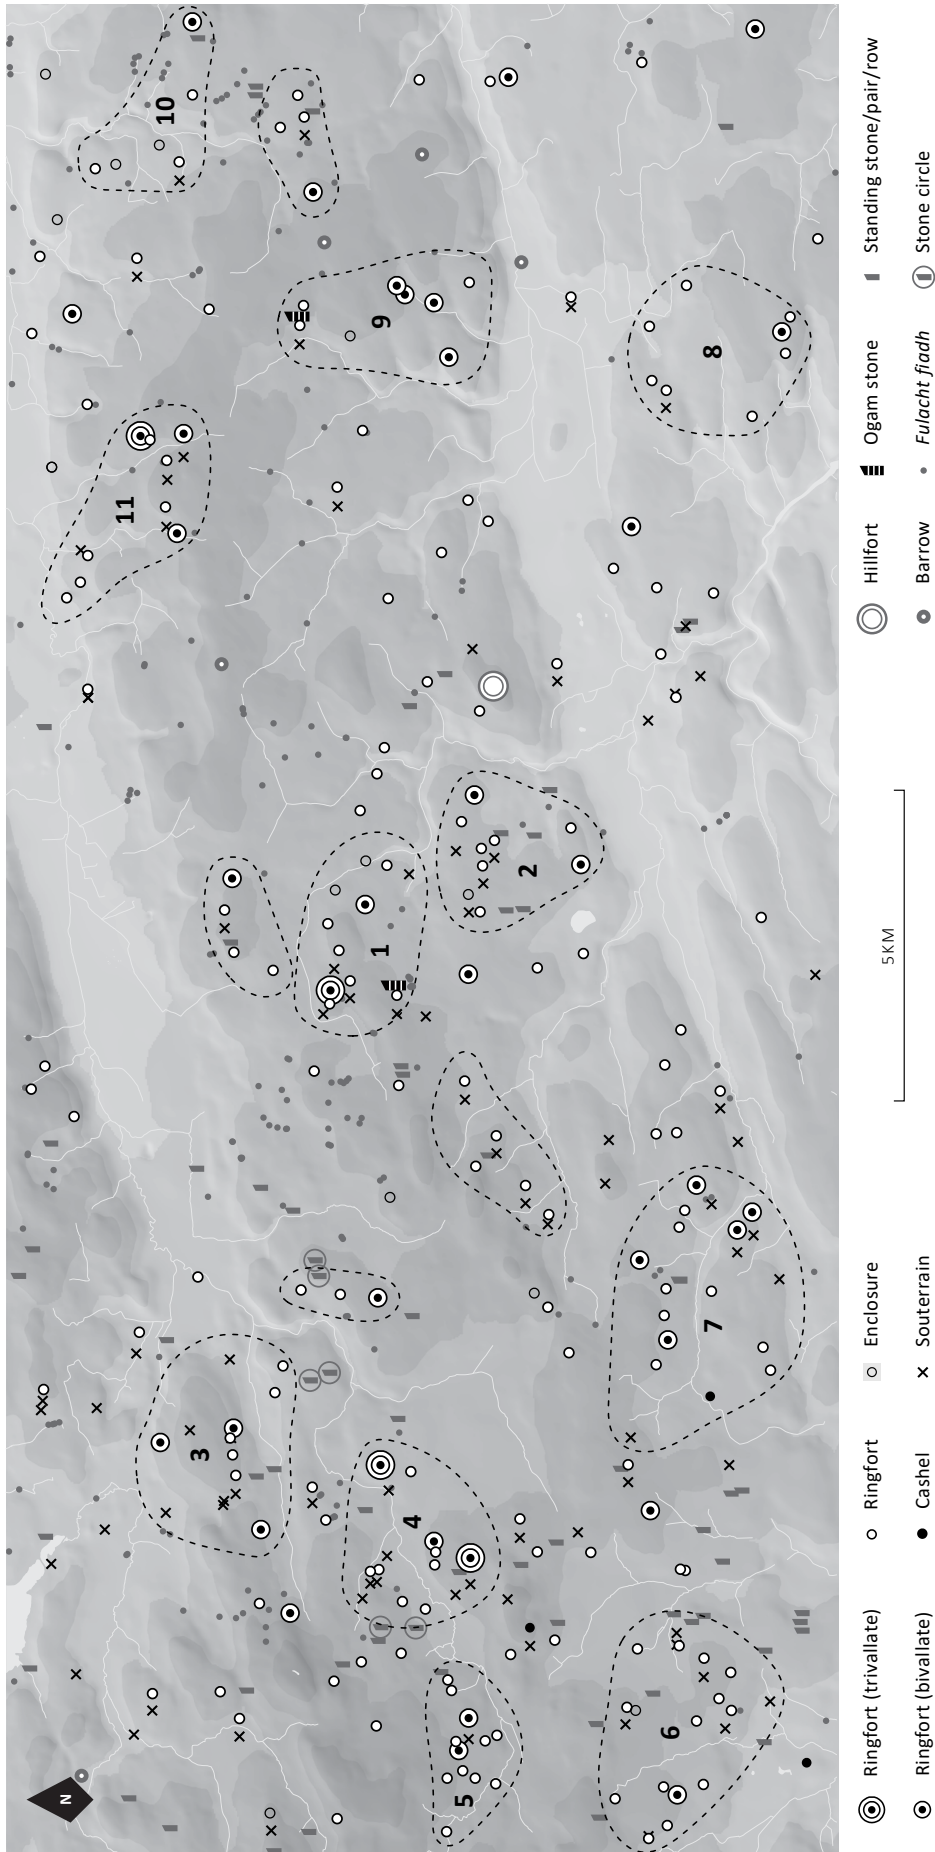 N
1
2
3
4
5
6
7
8
9
10
11
5 KM
Ringfort (trivallate)
Ringfort
Enclosure
Hillfort
Ogam stone
Standing stone/pair/row
Ringfort (bivallate)
Cashel
Souterrain
Barrow
Fulacht fiadh
Stone circle